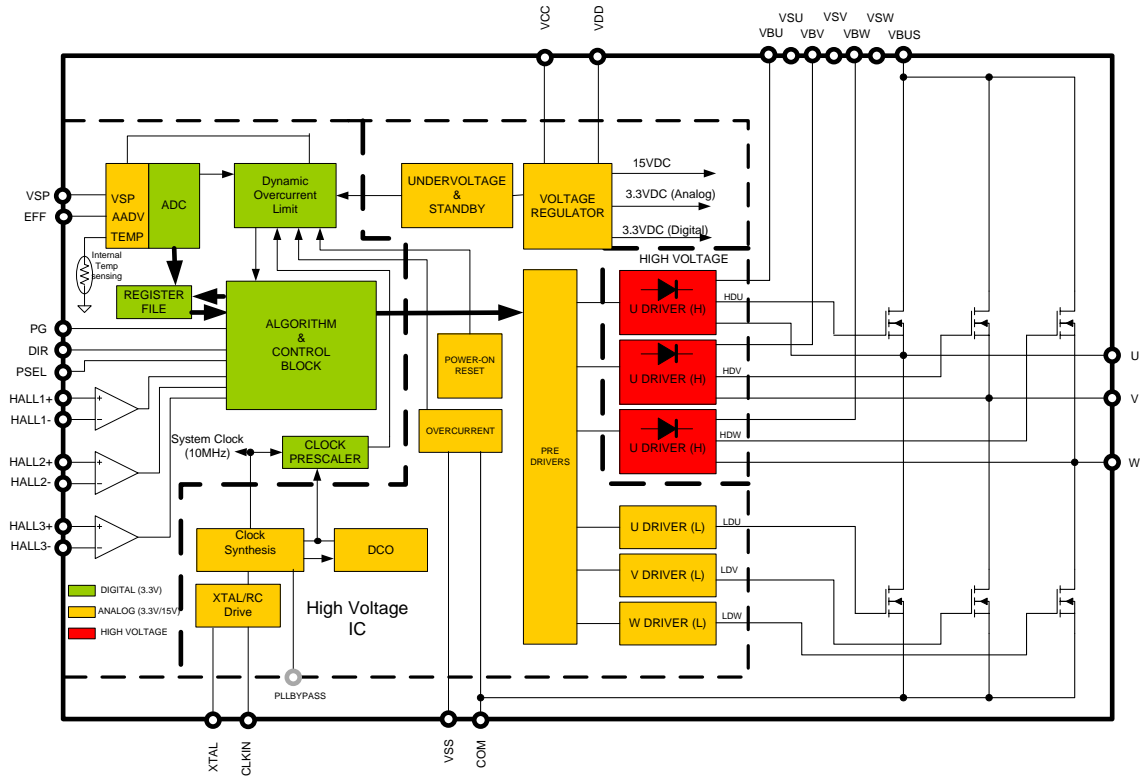 VCC
VDD
VBU
VSU
VBV
VSV
VBW
VSW
VBUS
VSP
EFF
VSP
AADV
TEMP
ADC
Dynamic
Overcurrent
Limit
UNDERVOLTAGE
&
STANDBY
VOLTAGE
REGULATOR
15VDC
3.3VDC (Analog)
3.3VDC (Digital)
Internal
Temp
sensing
REGISTER
FILE
HIGH VOLTAGE
U DRIVER (H)
HDU
U DRIVER (H)
HDV
U DRIVER (H)
HDW
PG
DIR
PSEL
ALGORITHM
&
CONTROL
BLOCK
POWER-ON
RESET
U
V
W
HALL1+
HALL1-
HALL2+
HALL2-
HALL3+
HALL3-
+
-
+
-
+
-
OVERCURRENT
System Clock
(10MHz)
CLOCK
PRESCALER
PRE
DRIVERS
Clock
Synthesis
DCO
U DRIVER (L)
LDU
V DRIVER (L)
LDV
W DRIVER (L)
LDW
DIGITAL (3.3V)
ANALOG (3.3V/15V)
HIGH VOLTAGE
XTAL/RC
Drive
High Voltage
IC
PLLBYPASS
XTAL
CLKIN
VSS
COM